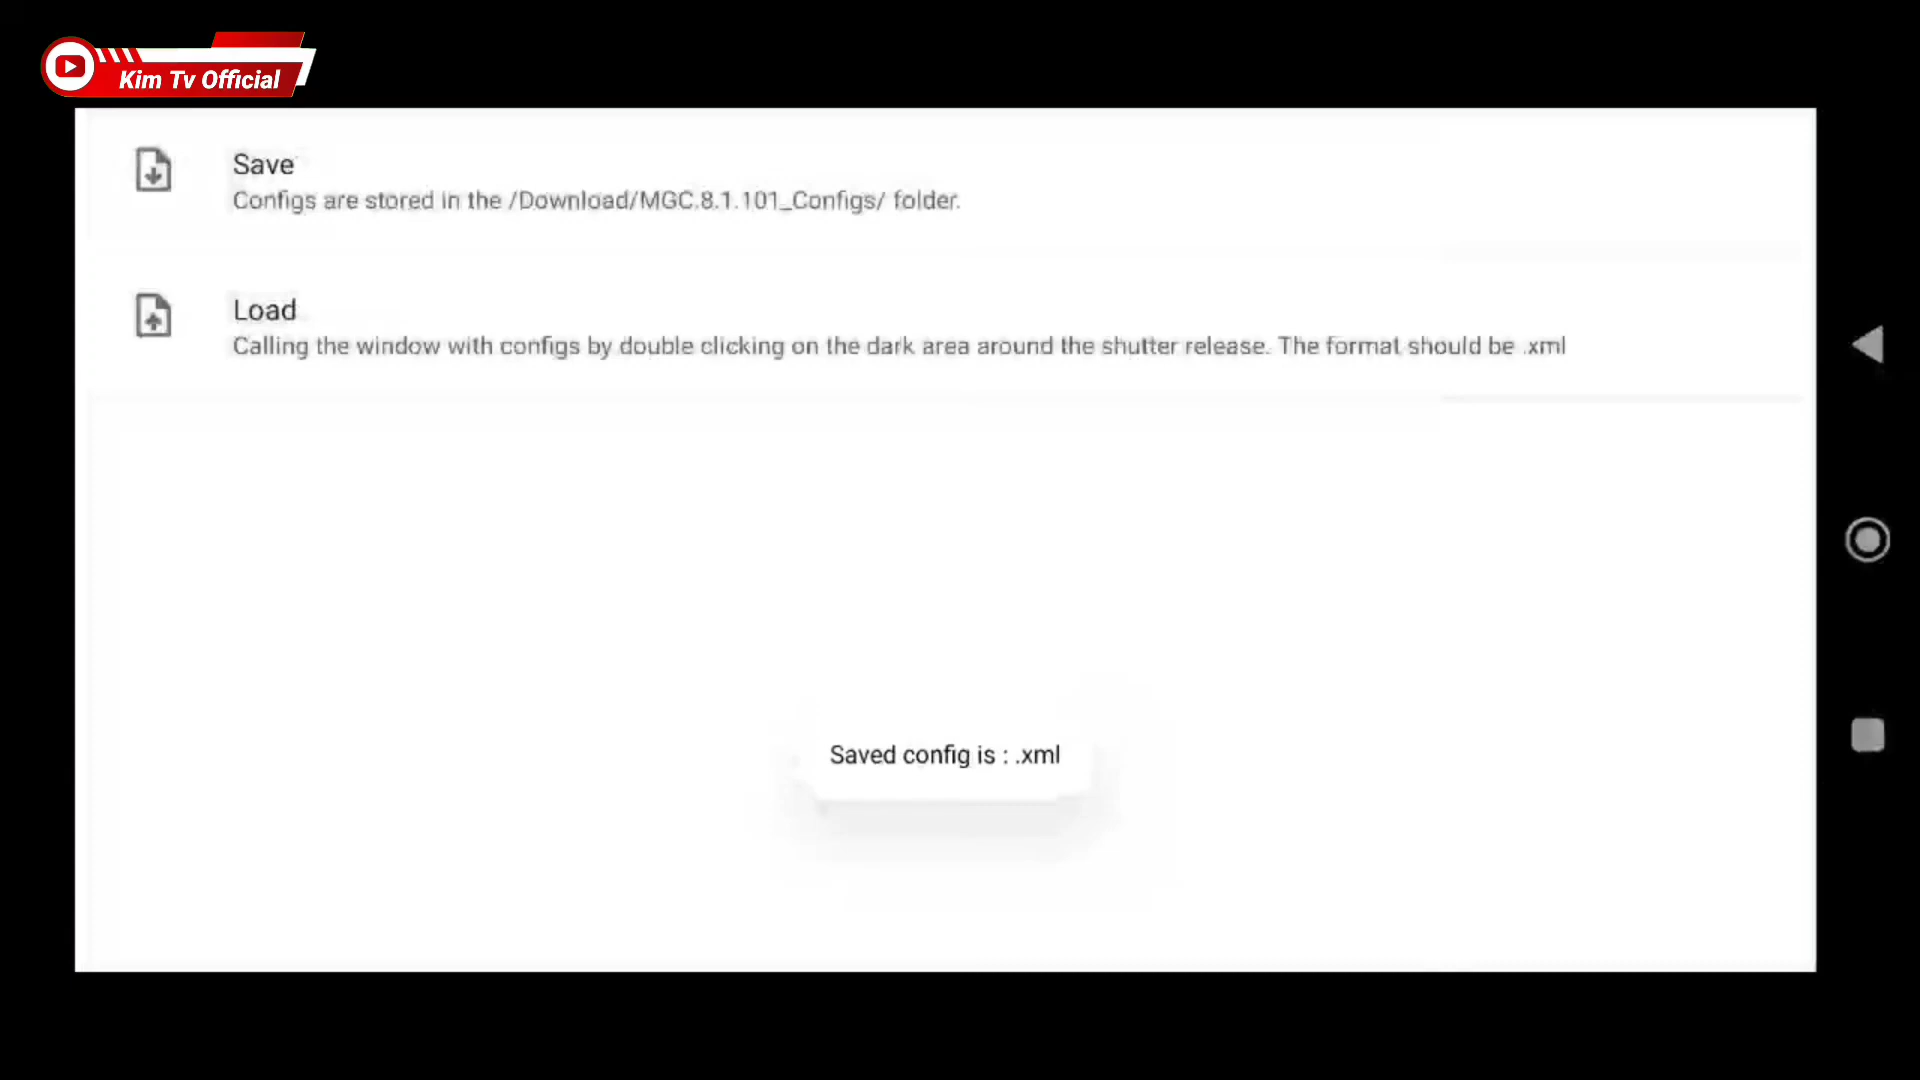 Kim Tv Official
Save
Configs are stored in the /Download/MGC.8.1.101_Configs/ folder.
Load
Calling the window with configs by double clicking on the dark area around the shutter release. The format should be .xml
Saved config is : .xml